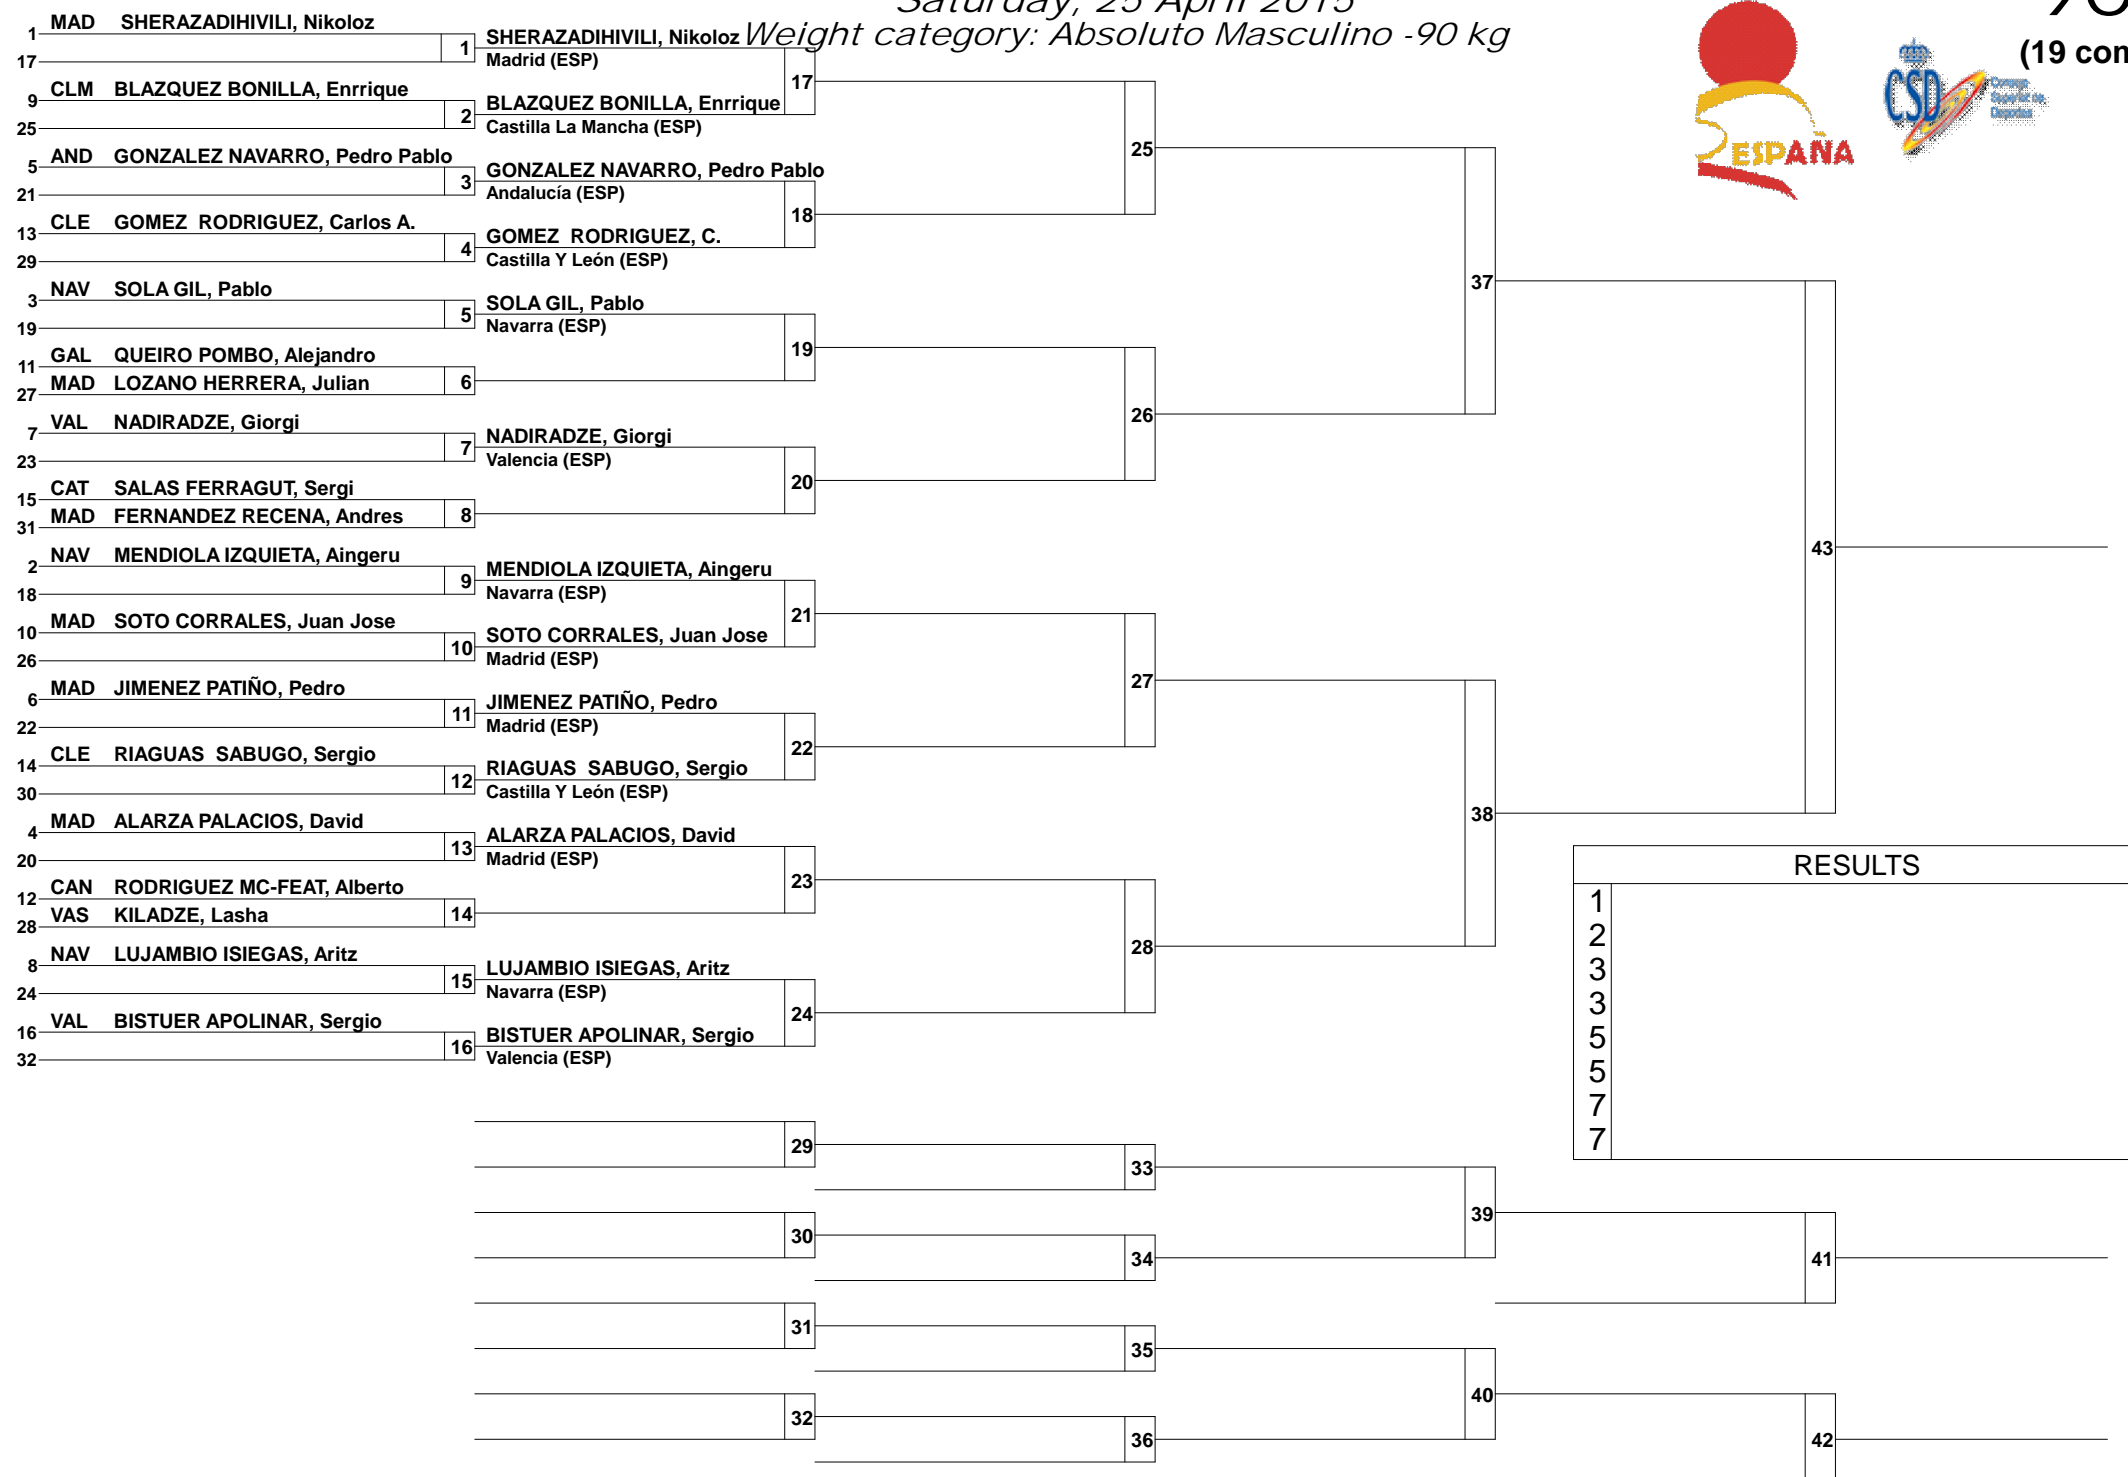 Saturday, 25 April 2015
Weight category: Absoluto Masculino -90 kg
(19 con
ESPAÑA
CSD
1 MAD SHERAZADIHIVILI, Nikoloz
17
1 SHERAZADIHIVILI, Nikoloz
Madrid (ESP)
9 CLM BLAZQUEZ BONILLA, Enrrique
25
2 BLAZQUEZ BONILLA, Enrrique
Castilla La Mancha (ESP)
17
5 AND GONZALEZ NAVARRO, Pedro Pablo
21
3 GONZALEZ NAVARRO, Pedro Pablo
Andalucía (ESP)
25
13 CLE GOMEZ RODRIGUEZ, Carlos A.
29
4 GOMEZ RODRIGUEZ, C.
Castilla Y León (ESP)
18
3 NAV SOLA GIL, Pablo
19
5 SOLA GIL, Pablo
Navarra (ESP)
37
11 GAL QUEIRO POMBO, Alejandro
27 MAD LOZANO HERRERA, Julian
6
19
7 VAL NADIRADZE, Giorgi
23
7 NADIRADZE, Giorgi
Valencia (ESP)
26
15 CAT SALAS FERRAGUT, Sergi
31 MAD FERNANDEZ RECENA, Andres
8
20
2 NAV MENDIOLA IZQUIETA, Aingeru
18
9 MENDIOLA IZQUIETA, Aingeru
Navarra (ESP)
43
10 MAD SOTO CORRALES, Juan Jose
26
10 SOTO CORRALES, Juan Jose
Madrid (ESP)
21
6 MAD JIMENEZ PATIÑO, Pedro
22
11 JIMENEZ PATIÑO, Pedro
Madrid (ESP)
27
14 CLE RIAGUAS SABUGO, Sergio
30
12 RIAGUAS SABUGO, Sergio
Castilla Y León (ESP)
22
4 MAD ALARZA PALACIOS, David
20
13 ALARZA PALACIOS, David
Madrid (ESP)
38
12 CAN RODRIGUEZ MC-FEAT, Alberto
28 VAS KILADZE, Lasha
14
23
8 NAV LUJAMBIO ISIEGAS, Aritz
24
15 LUJAMBIO ISIEGAS, Aritz
Navarra (ESP)
28
16 VAL BISTUER APOLINAR, Sergio
32
16 BISTUER APOLINAR, Sergio
Valencia (ESP)
24
RESULTS
1
2
3
3
5
5
7
7
29
33
39
30
34
41
31
35
40
32
36
42